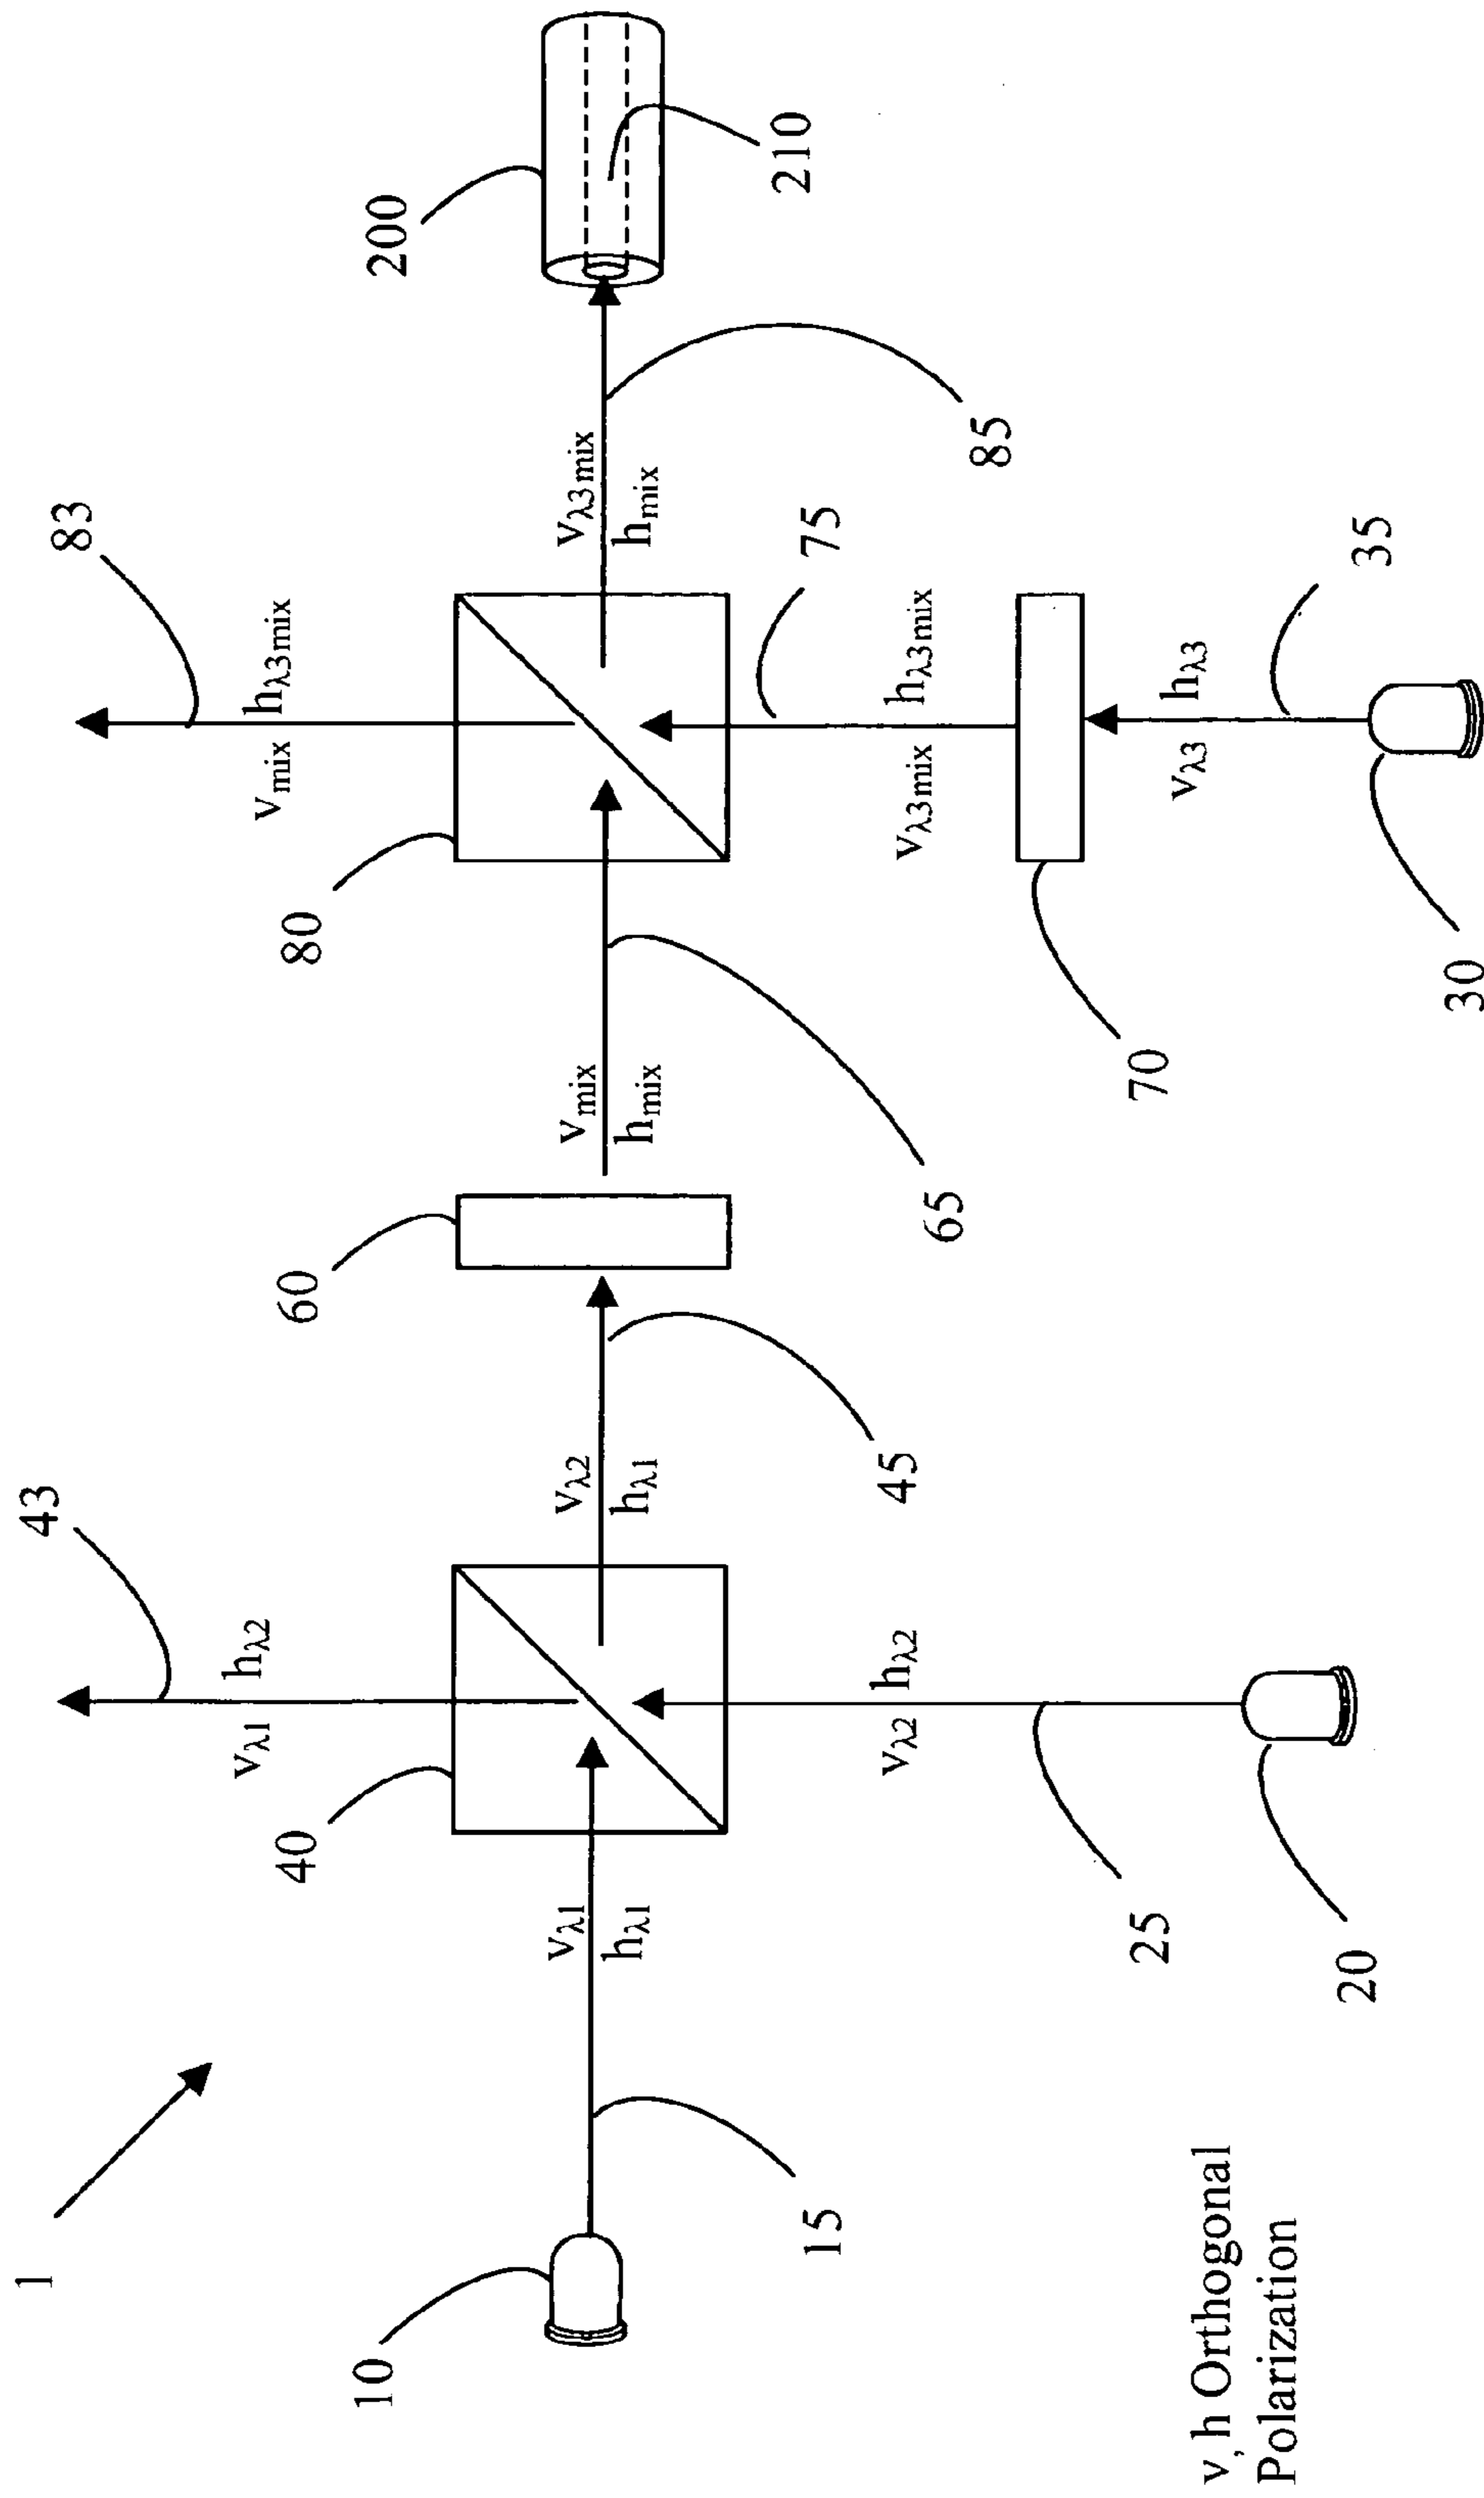 1
43
83
200
v_λ1 h_λ2
v_mix h_λ3mix
10
40
60
80
v_λ1
h_λ1
v_λ2
h_λ1
v_mix
h_mix
v_λ3mix
h_mix
210
15
45
65
75
85
v_λ2 h_λ2
v_λ3mix h_λ3mix
25
70
v_λ3 h_λ3
35
20
30
v, h Orthogonal
Polarization